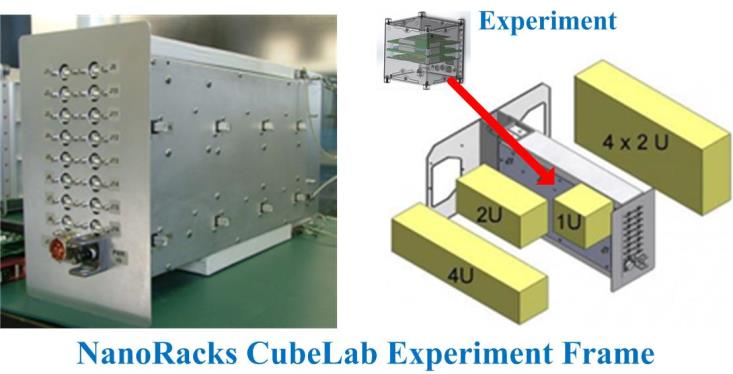 Experiment
4 x 2 U
2U
1U
4U
NanoRacks CubeLab Experiment Frame